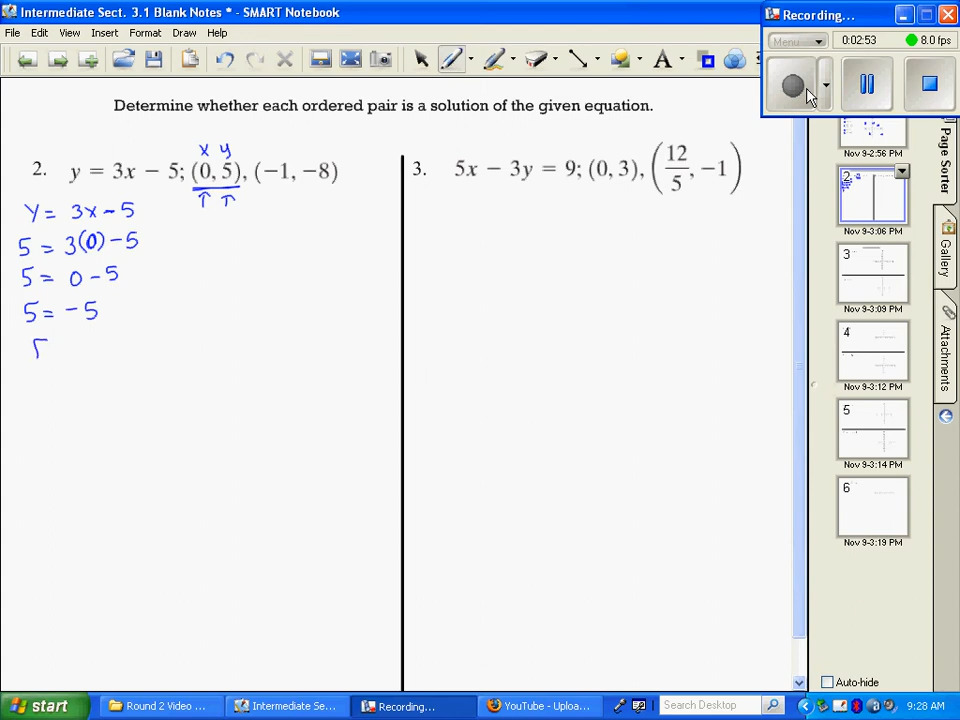 Intermediate Sect. 3.1 Blank Notes * - SMART Notebook
File Edit View Insert Format Draw Help
Recording...
Menu 0:02:53 8.0 fps
Determine whether each ordered pair is a solution of the given equation.
x y
2. y = 3x − 5; (0, 5), (−1, −8)
↑ ↑
y = 3x - 5
5 = 3(0) - 5
5 = 0 - 5
5 = -5
3. 5x − 3y = 9; (0, 3), (12/5, −1)
Nov 9-2:56 PM
2
Nov 9-3:06 PM
3
Nov 9-3:09 PM
4
Nov 9-3:12 PM
5
Nov 9-3:14 PM
6
Nov 9-3:19 PM
Page Sorter
Gallery
Attachments
Auto-hide
start Round 2 Video ... Intermediate Se... Recording... YouTube - Uploa... Search Desktop 9:28 AM